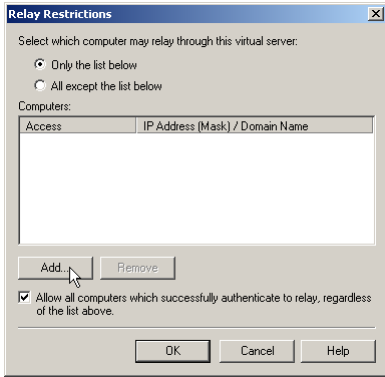 Relay Restrictions
Select which computer may relay through this virtual server:
Only the list below
All except the list below
Computers:
Access IP Address (Mask) / Domain Name
Add... Remove
Allow all computers which successfully authenticate to relay, regardless
of the list above.
OK Cancel Help